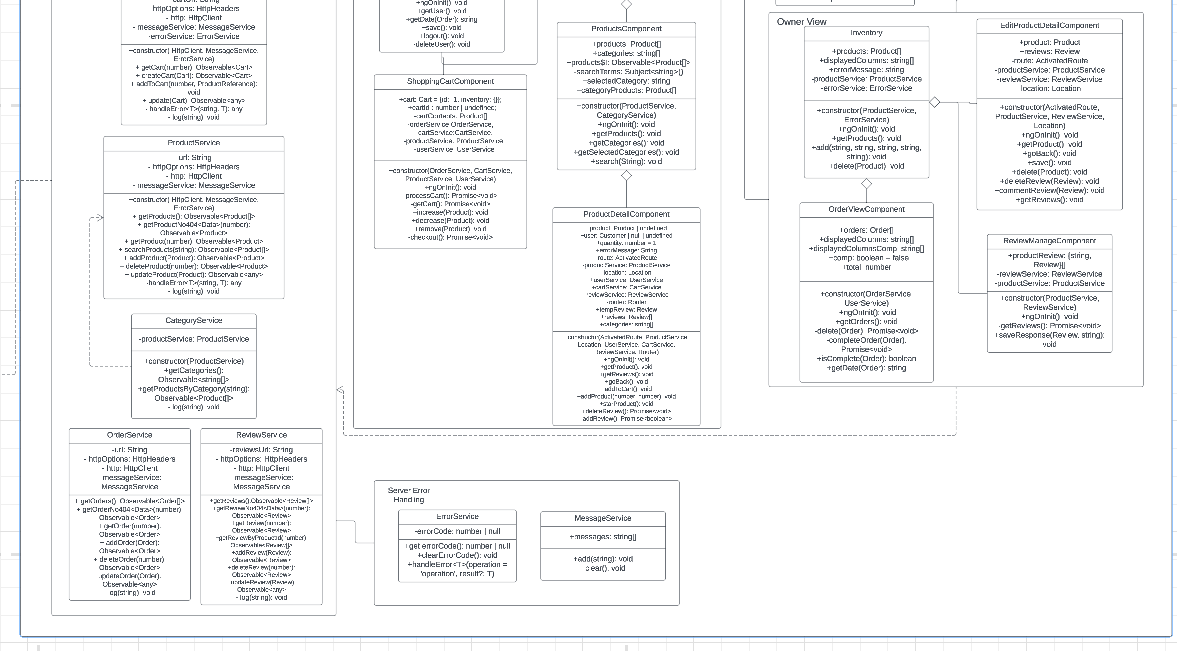 httpOptions: HttpHeaders
- http: HttpClient
- messageService: MessageService
-errorService: ErrorService
+constructor( HttpClient, MessageService,
ErrorService)
+ getCart(number): Observable<Cart>
+ createCart(Cart): Observable<Cart>
+ addToCart(number, ProductReference):
void
+ update(Cart): Observable<any>
- handleError<T>(string, T): any
- log(string): void
ProductService
url: String
- httpOptions: HttpHeaders
- http: HttpClient
- messageService: MessageService
+constructor( HttpClient, MessageService,
ErrorService)
+ getProducts(): Observable<Product[]>
+ getProductNo404<Data>(number):
Observable<Product>
+ getProduct(number): Observable<Product>
+ searchProducts(string): Observable<Product[]>
+ addProduct(Product): Observable<Product>
+ deleteProduct(number): Observable<Product>
+ updateProduct(Product): Observable<any>
-handleError<T>(string, T): any
- log(string): void
CategoryService
-productService: ProductService
+constructor(ProductService)
+getCategories():
Observable<string[]>
+getProductsByCategory(string):
Observable<Product[]>
- log(string): void
OrderService
-url: String
- httpOptions: HttpHeaders
- http: HttpClient
messageService:
MessageService
+ getOrders(): Observable<Order[]>
+ getOrderNo404<Data>(number):
Observable<Order>
+ getOrder(number):
Observable<Order>
+ addOrder(Order):
Observable<Order>
+ deleteOrder(number):
Observable<Order>
updateOrder(Order):
Observable<any>
log(string): void
ReviewService
-reviewsUrl: String
- httpOptions: HttpHeaders
- http: HttpClient
messageService:
MessageService
+getReviews():Observable<Review[]>
+getReviewNo404<Data>(number):
Observable<Review>
+getReview(number):
Observable<Review>
+getReviewByProductId(number):
Observable<Review[]>
+addReview(Review):
Observable<Review>
+deleteReview(number):
Observable<Review>
updateReview(Review):
Observable<any>
- log(string): void
+ngOnInit(): void
+getUser(): void
+getDate(Order): string
+save(): void
+logout(): void
-deleteUser(): void
ShoppingCartComponent
+cart: Cart = {id: -1, inventory: {}};
+cartId : number | undefined;
+cartContents: Product[]
-orderService:OrderService,
cartService:CartService,
-productService: ProductService
-userService: UserService
+constructor(OrderService, CartService,
ProductService, UserService)
+ngOnInit(): void
processCart(): Promise<void>
-getCart(): Promise<void>
+increase(Product): void
+decrease(Product): void
+remove(Product): void
-checkout(): Promise<void>
ProductsComponent
+products: Product[]
+categories: string[]
+products$!: Observable<Product[]>
-searchTerms: Subject<string>()
+selectedCategory: string
+categoryProducts: Product[]
+constructor(ProductService,
CategoryService)
+ngOnInit(): void
+getProducts(): void
+getCategories(): void
+getSelectedCategories(): void
+search(String): void
ProductDetailComponent
product: Product | undefined
+user: Customer | null | undefined
+quantity: number = 1
+errorMessage: String
route: ActivatedRoute
-productService: ProductService
location: Location
+userService: UserService
+cartService: CartService
reviewService: ReviewService
-router: Router
+tempReview: Review
+reviews: Review[]
+categories: string[]
constructor(ActivatedRoute, ProductService,
Location, UserService, CartService,
ReviewService, Router)
+ngOnInit(): void
+getProduct(): void
+getReviews(): void
+goBack(): void
addToCart(): void
+addProduct(number,number): void
+starProduct(): void
+deleteReview(): Promise<void>
addReview(): Promise<boolean>
Server Error
Handling
ErrorService
-errorCode: number | null
+get errorCode(): number | null
+clearErrorCode(): void
+handleError<T>(operation =
'operation', result?: T)
MessageService
+messages: string[]
+add(string): void
clear(): void
Owner View
Inventory
+products: Product[]
+displayedColumns: string[]
+errorMessage: string
-productService: ProductService
-errorService: ErrorService
+constructor(ProductService,
ErrorService)
+ngOnInit(): void
+getProducts(): void
+add(string, string, string, string,
string): void
+delete(Product): void
OrderViewComponent
+orders: Order[]
+displayedColumns: string[]
+displayedColumnsComp: string[]
+comp: boolean = false
+total: number
+constructor(OrderService
UserService)
+ngOnInit(): void
+getOrders(): void
-delete(Order): Promise<void>
-completeOrder(Order):
Promise<void>
+isComplete(Order): boolean
+getDate(Order): string
EditProductDetailComponent
+product: Product
+reviews: Review
-route: ActivatedRoute
-productService: ProductService
-reviewService: ReviewService
location: Location
+constructor(ActivatedRoute,
ProductService, ReviewService,
Location)
+ngOnInit(): void
+getProduct(): void
+goBack(): void
+save(): void
+delete(Product): void
+deleteReview(Review): void
+commentReview(Review): void
+getReviews(): void
ReviewManageComponent
+productReview: {string,
Review}[]
-reviewService: ReviewService
-productService: ProductService
+constructor(ProductService,
ReviewService)
+ngOnInit(): void
-getReviews(): Promise<void>
+saveResponse(Review, string):
void